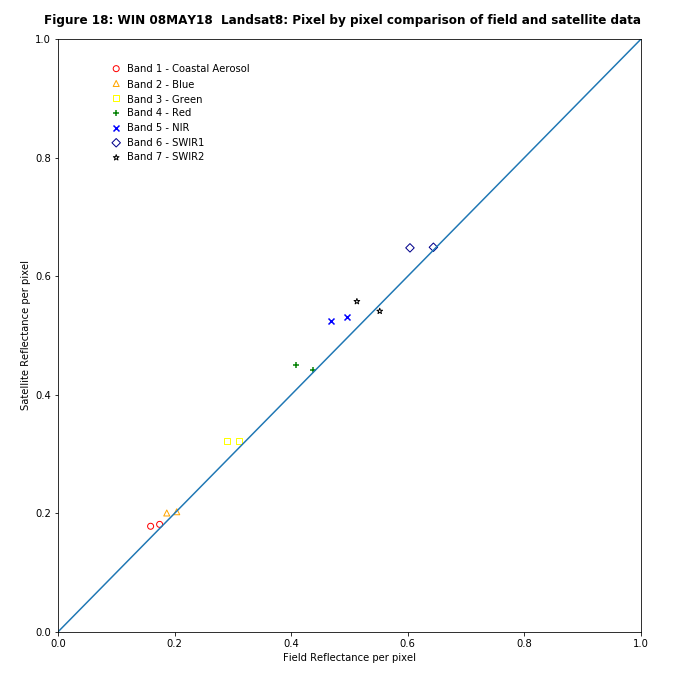 Figure 18: WIN 08MAY18  Landsat8: Pixel by pixel comparison of field and satellite data
1.0
0.8
0.6
0.4
0.2
0.0
Satellite Reflectance per pixel
Band 1 - Coastal Aerosol
Band 2 - Blue
Band 3 - Green
Band 4 - Red
Band 5 - NIR
Band 6 - SWIR1
Band 7 - SWIR2
0.0 0.2 0.4 0.6 0.8 1.0
Field Reflectance per pixel